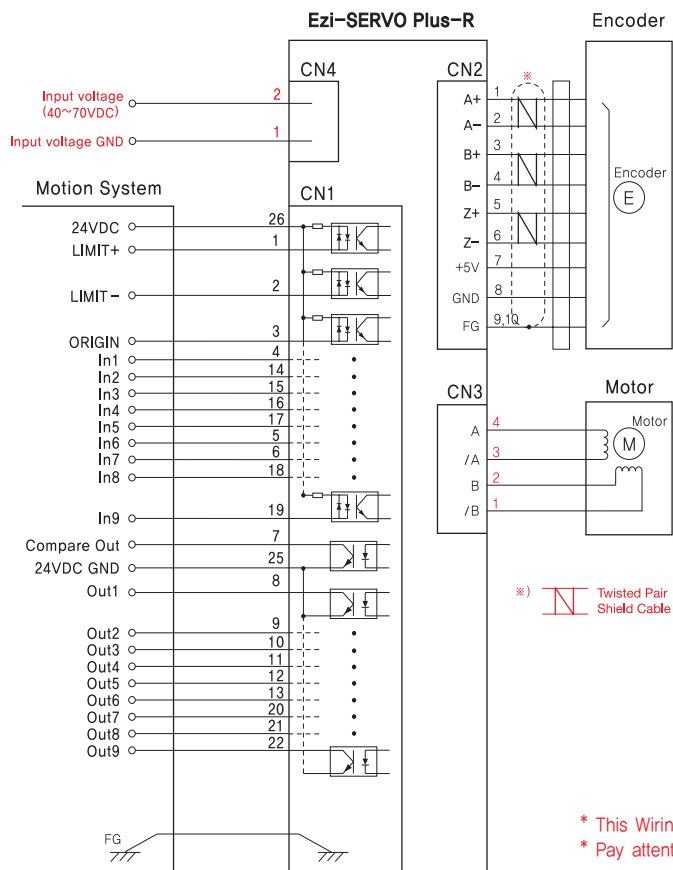 Ezi-SERVO Plus-R
Encoder
CN4
Input voltage
(40~70VDC)
2
Input voltage GND
1
CN2
※
A+ 1
A- 2
B+ 3
B- 4
Z+ 5
Z- 6
+5V 7
GND 8
FG 9,10
Encoder
E
Motion System
CN1
24VDC 26
LIMIT+ 1
LIMIT- 2
ORIGIN 3
In1 4
In2 14
In3 15
In4 16
In5 17
In6 5
In7 6
In8 18
In9 19
Compare Out 7
24VDC GND 25
Out1 8
Out2 9
Out3 10
Out4 11
Out5 12
Out6 13
Out7 20
Out8 21
Out9 22
FG
CN3
Motor
A 4
/A 3
B 2
/B 1
Motor
M
※)
Twisted Pair
Shield Cable
* This Wirin
* Pay attent